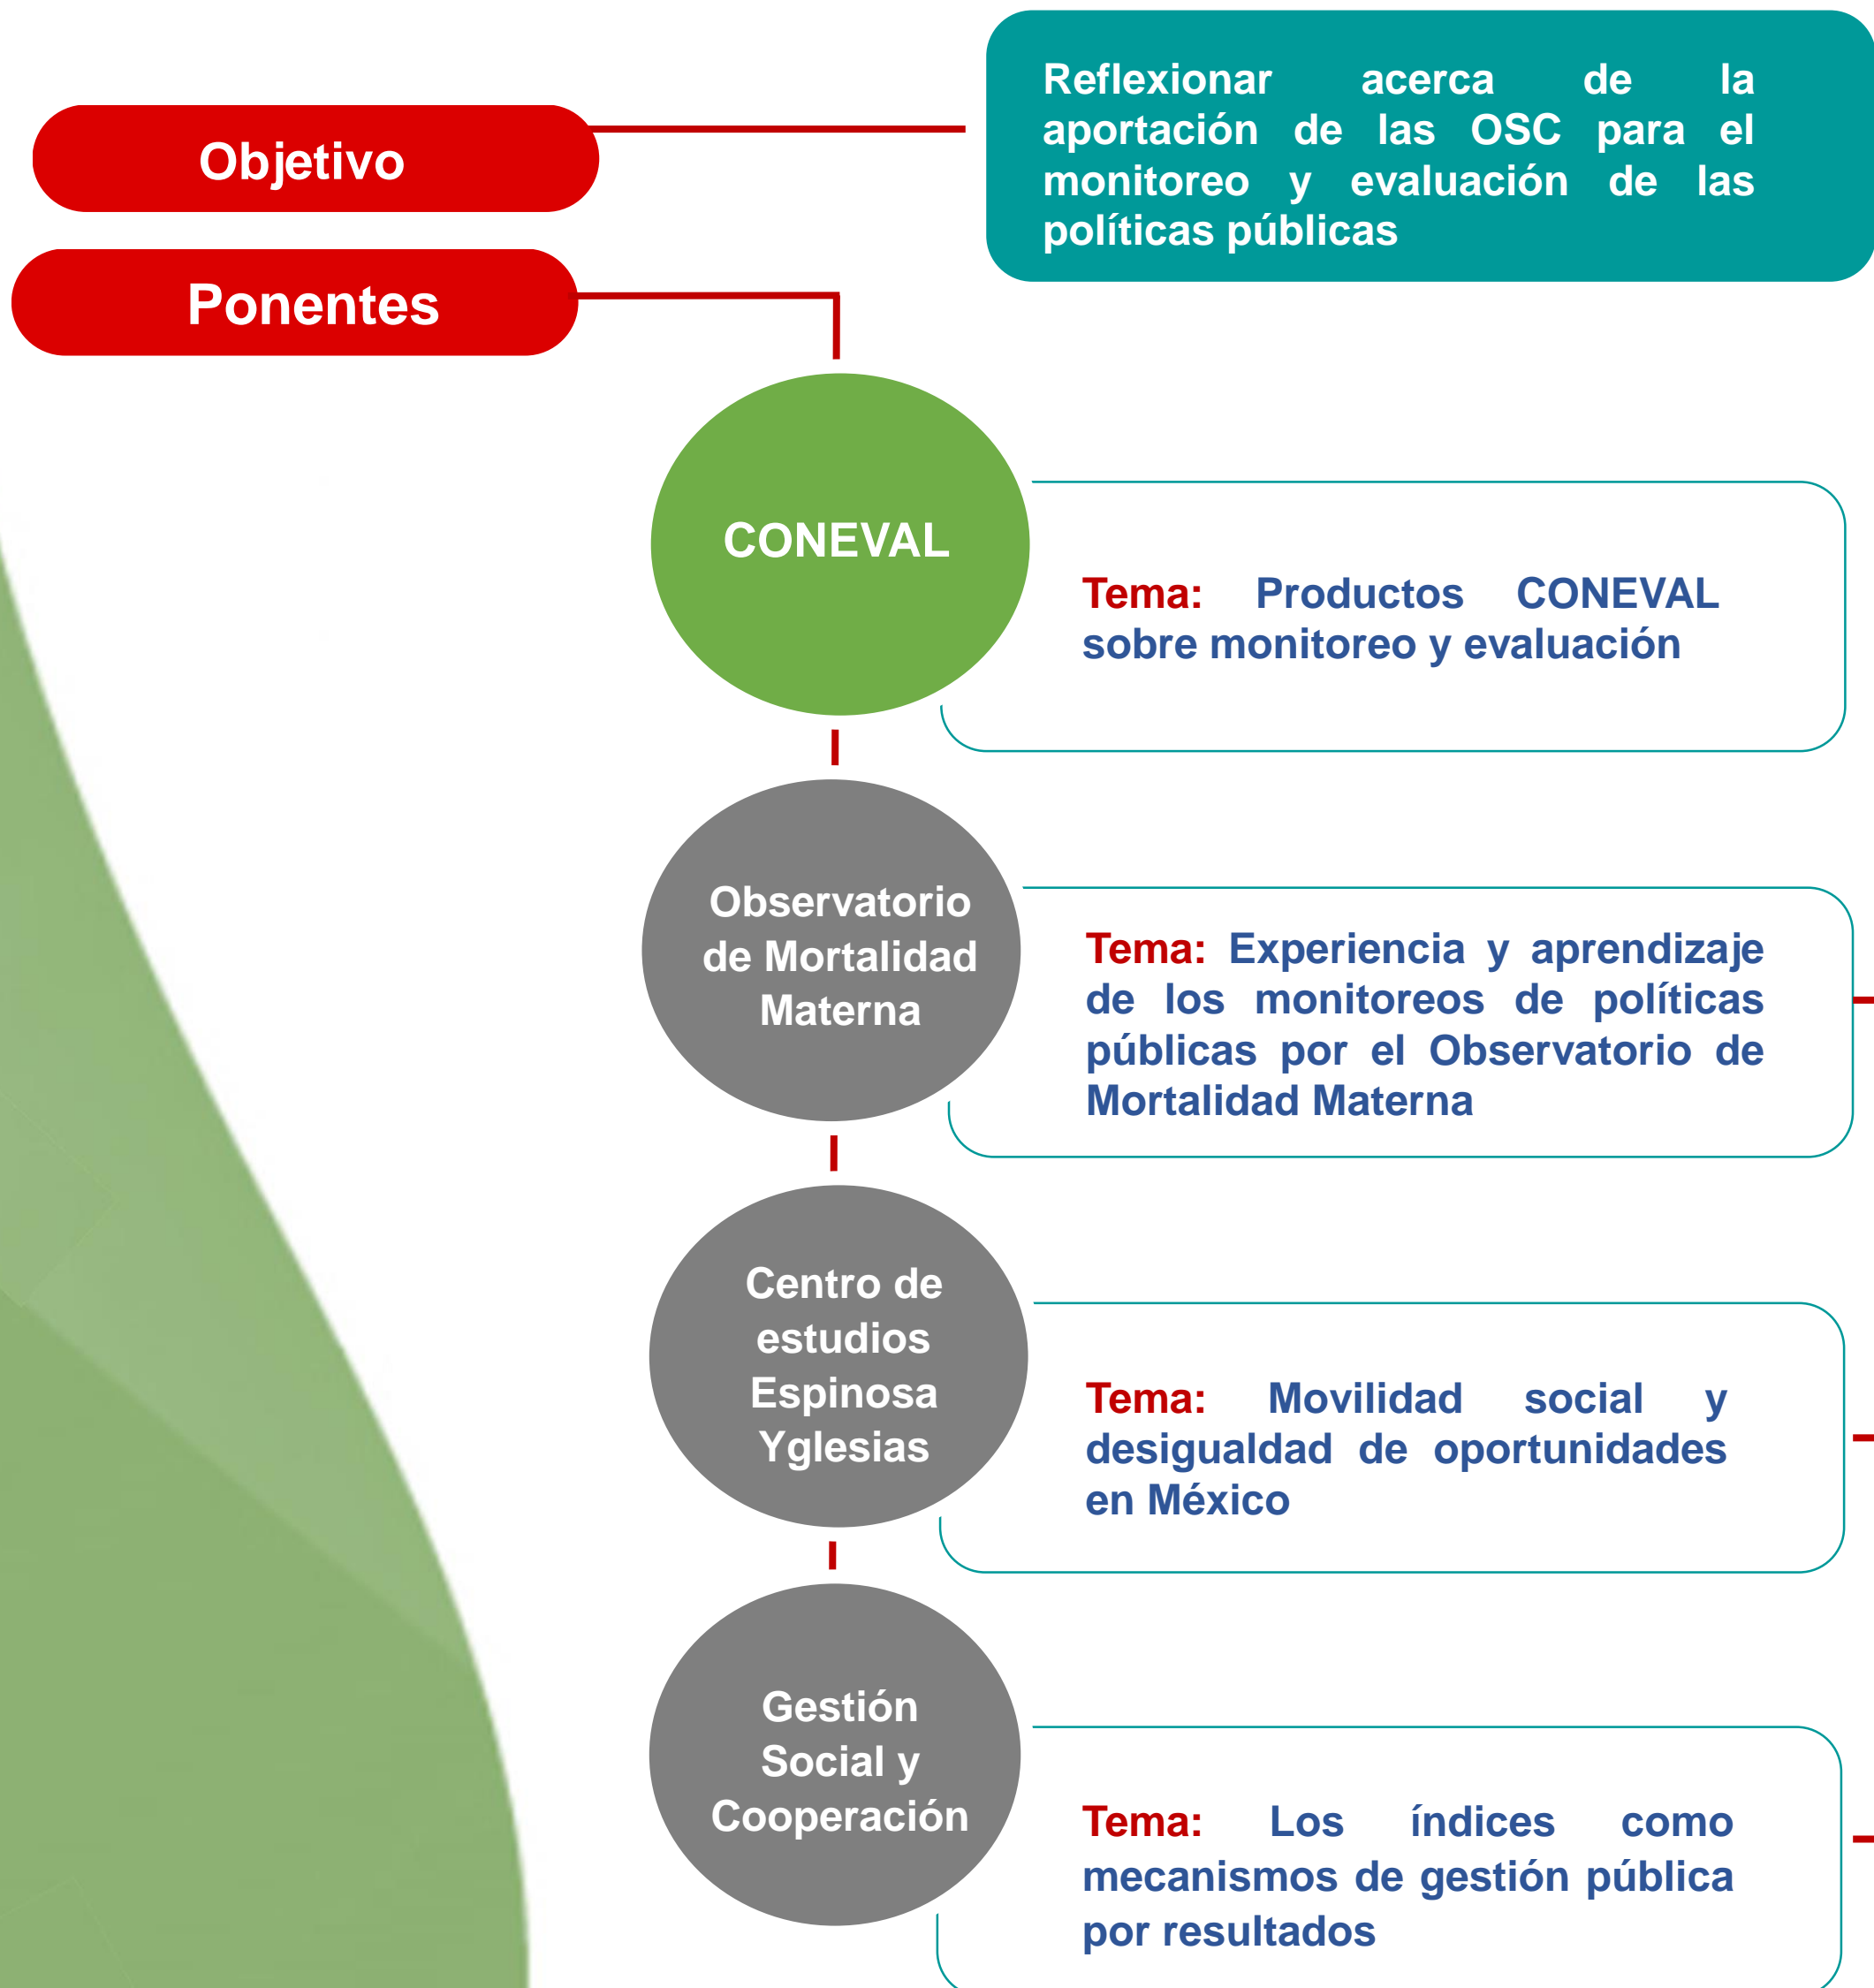 Objetivo
Reflexionar acerca de la
aportación de las OSC para el
monitoreo y evaluación de las
políticas públicas
Ponentes
CONEVAL
Tema: Productos CONEVAL
sobre monitoreo y evaluación
Observatorio
de Mortalidad
Materna
Tema: Experiencia y aprendizaje
de los monitoreos de políticas
públicas por el Observatorio de
Mortalidad Materna
Centro de
estudios
Espinosa
Yglesias
Tema: Movilidad social y
desigualdad de oportunidades
en México
Gestión
Social y
Cooperación
Tema: Los índices como
mecanismos de gestión pública
por resultados